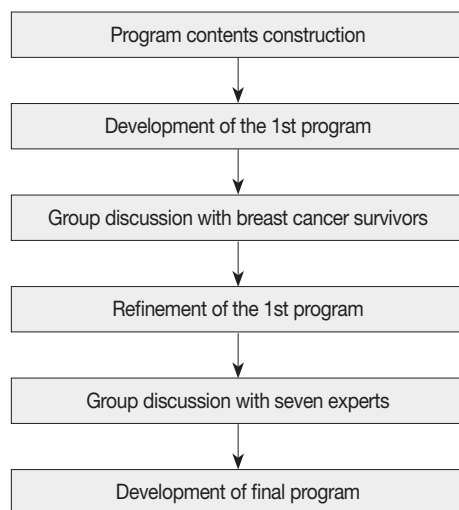 Program contents construction
Development of the 1st program
Group discussion with breast cancer survivors
Refinement of the 1st program
Group discussion with seven experts
Development of final program